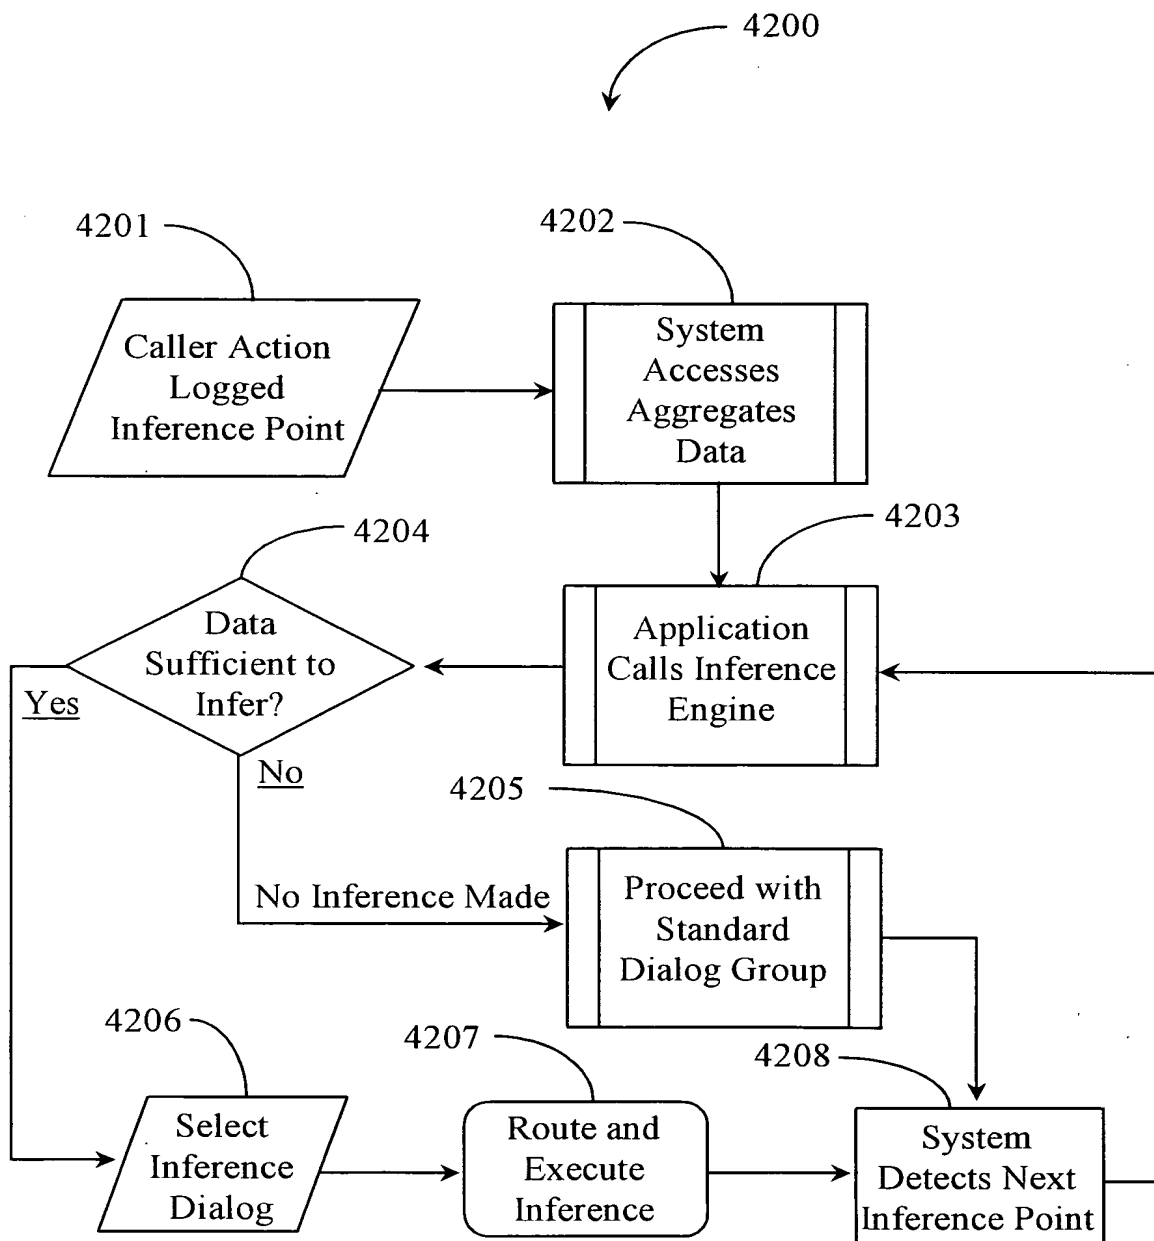 4200
4201
Caller Action
Logged
Inference Point
4202
System
Accesses
Aggregates
Data
4204
Data
Sufficient to
Infer?
Yes
No
4203
Application
Calls Inference
Engine
4205
No Inference Made
Proceed with
Standard
Dialog Group
4206
Select
Inference
Dialog
4207
Route and
Execute
Inference
4208
System
Detects Next
Inference Point